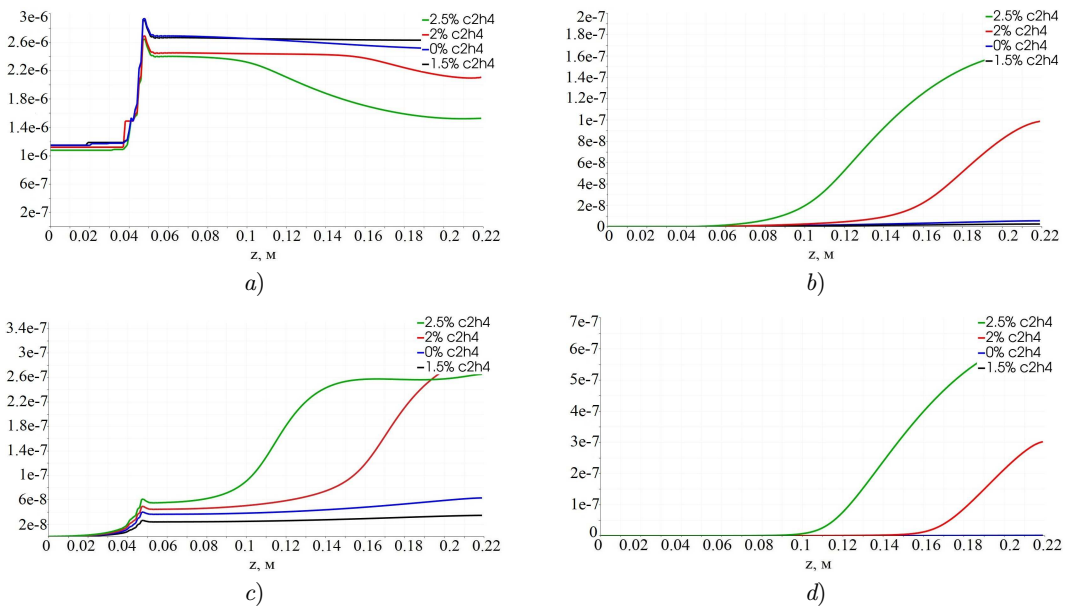 3e-6
2.6e-6
2.2e-6
1.8e-6
1.4e-6
1e-6
6e-7
2e-7
0 0.02 0.04 0.06 0.08 0.1 0.12 0.14 0.16 0.18 0.2 0.22
z, м
2.5% c2h4
2% c2h4
0% c2h4
1.5% c2h4
a)
2e-7
1.8e-7
1.6e-7
1.4e-7
1.2e-7
1e-7
8e-8
6e-8
4e-8
2e-8
0
0 0.02 0.04 0.06 0.08 0.1 0.12 0.14 0.16 0.18 0.2 0.22
z, м
2.5% c2h4
2% c2h4
0% c2h4
1.5% c2h4
b)
3.4e-7
3e-7
2.6e-7
2.2e-7
1.8e-7
1.4e-7
1e-7
6e-8
2e-8
0 0.02 0.04 0.06 0.08 0.1 0.12 0.14 0.16 0.18 0.2 0.22
z, м
2.5% c2h4
2% c2h4
0% c2h4
1.5% c2h4
c)
7e-7
6e-7
5e-7
4e-7
3e-7
2e-7
1e-7
0
0 0.02 0.04 0.06 0.08 0.1 0.12 0.14 0.16 0.18 0.2 0.22
z, м
2.5% c2h4
2% c2h4
0% c2h4
1.5% c2h4
d)